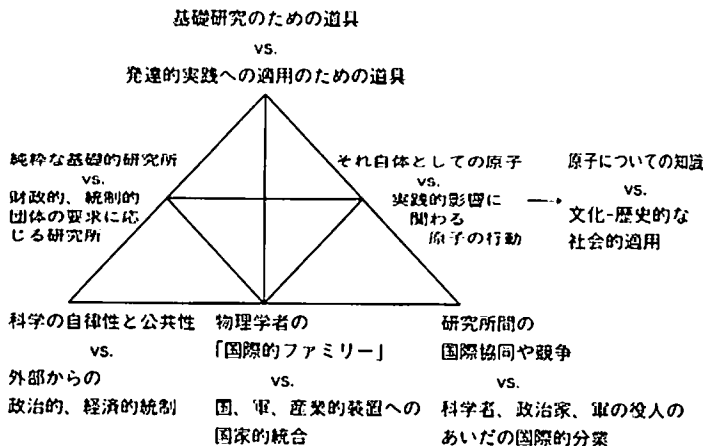 基礎研究のための道具
vs.
発達的実践への適用のための道具
純粋な基礎的研究所
vs.
財政的、統制的
団体の要求に応
じる研究所
それ自体としての原子
vs.
実践的影響に
関わる
原子の行動
原子についての知識
vs.
文化-歴史的な
社会的適用
科学の自律性と公共性
vs.
外部からの
政治的、経済的統制
物理学者の
「国際的ファミリー」
vs.
国、軍、産業的装置への
国家的統合
研究所間の
国際協同や競争
vs.
科学者、政治家、軍の役人の
あいだの国際的分業